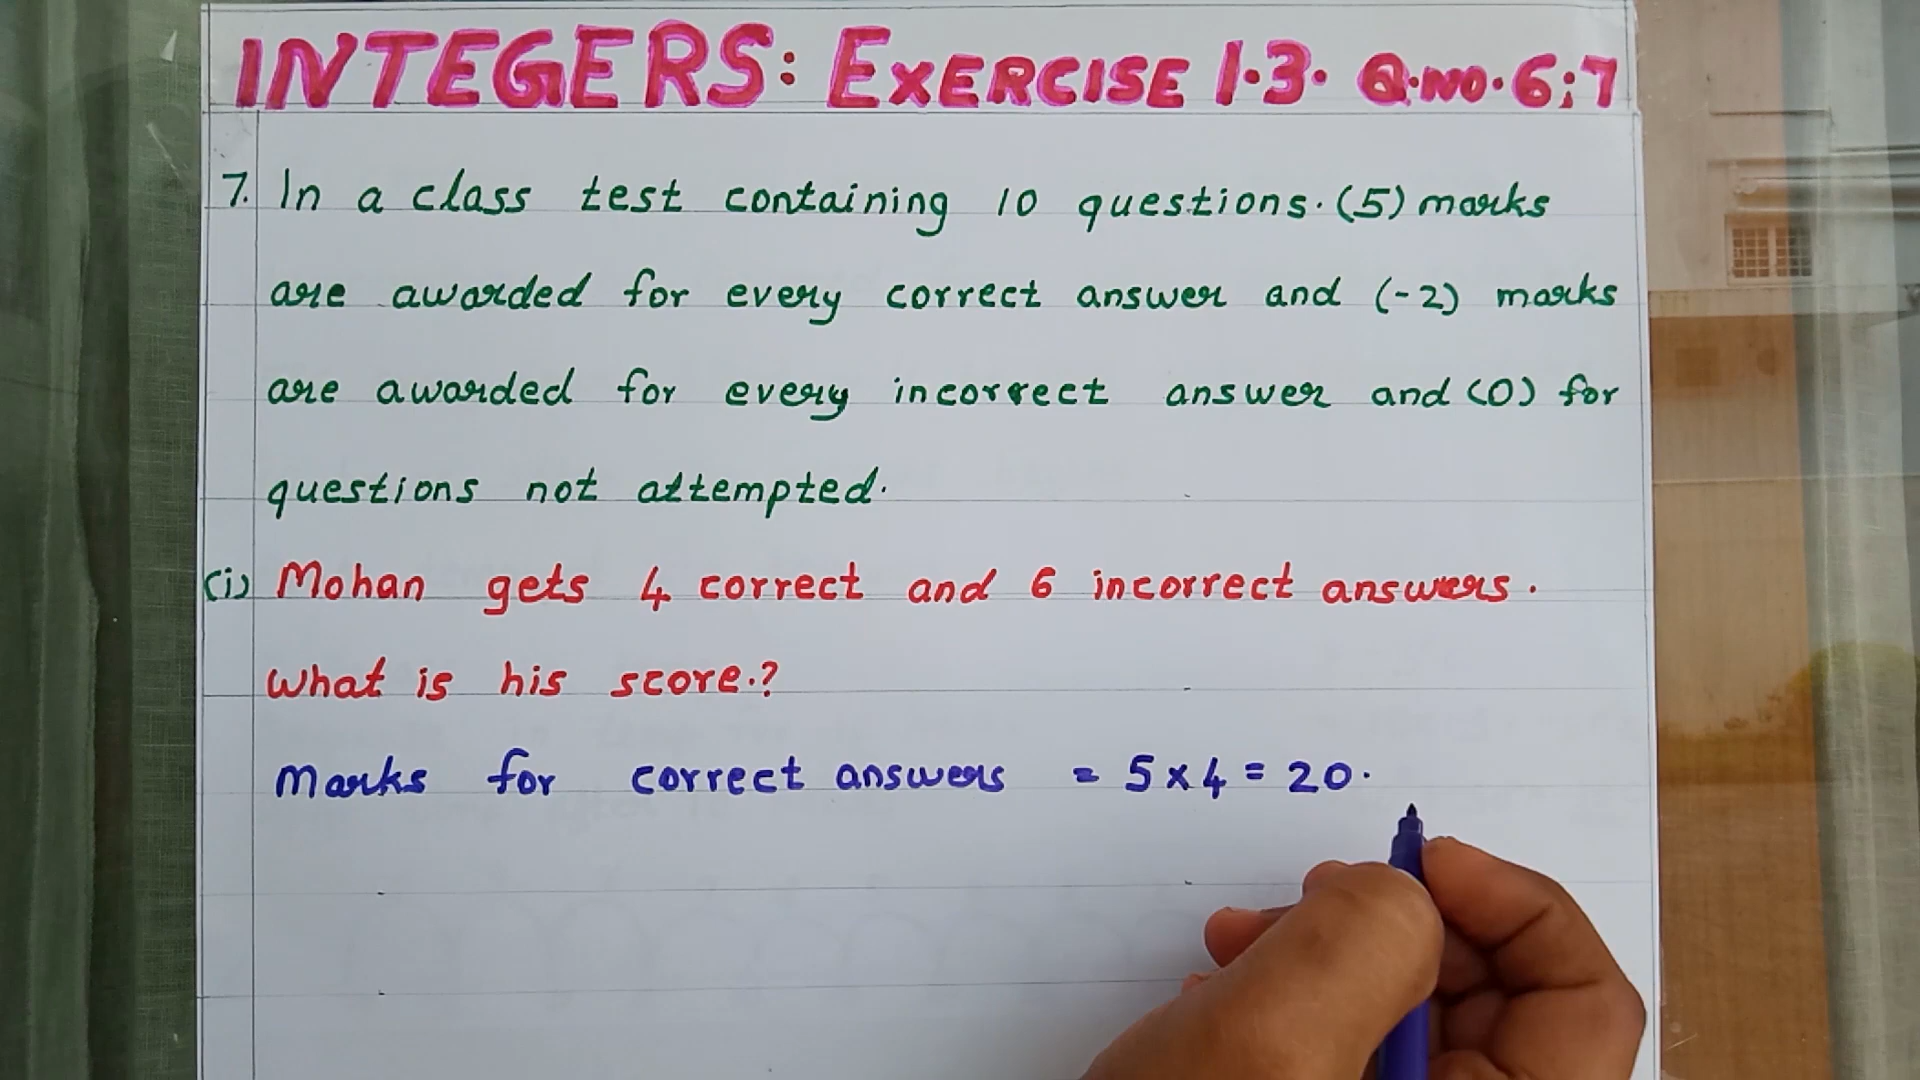 INTEGERS: EXERCISE 1.3. Q.NO.6;7
7. In a class test containing 10 questions. (5) marks
are awarded for every correct answer and (-2) marks
are awarded for every incorrect answer and (0) for
questions not attempted.
(i) Mohan gets 4 correct and 6 incorrect answers.
What is his score.?
Marks for correct answers = 5 x 4 = 20.